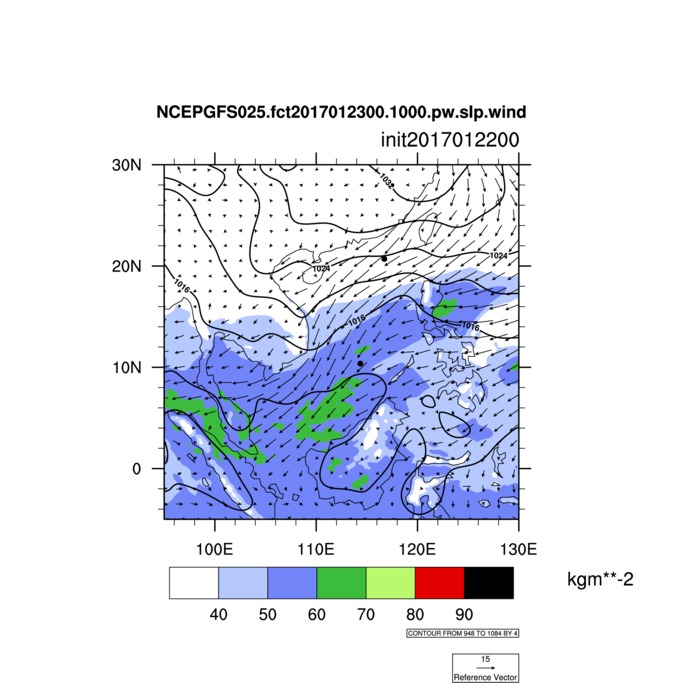 NCEPGFS025.fct2017012300.1000.pw.slp.wind
init2017012200
30N
1032
1024
20N
1024
1016
1016
1016
10N
0
100E 110E 120E 130E
kgm**-2
40 50 60 70 80 90
CONTOUR FROM 948 TO 1084 BY 4
15
Reference Vector